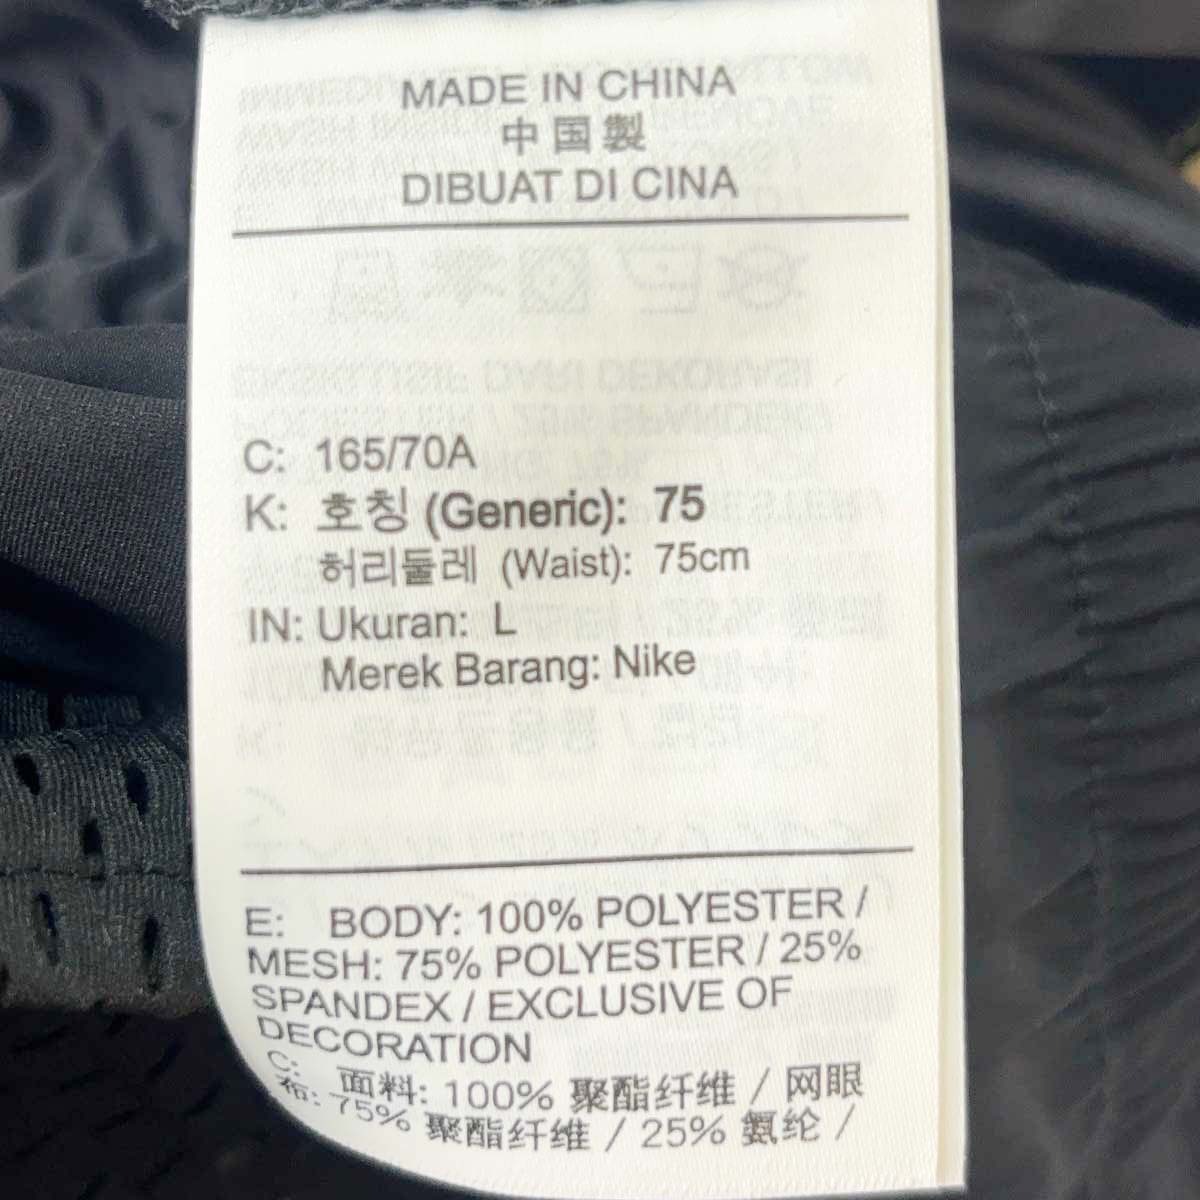 MADE IN CHINA
中国製
DIBUAT DI CINA
C: 165/70A
K: 호칭 (Generic): 75
허리둘레 (Waist): 75cm
IN: Ukuran: L
Merek Barang: Nike
E: BODY: 100% POLYESTER /
MESH: 75% POLYESTER / 25%
SPANDEX / EXCLUSIVE OF
DECORATION
C: 面料: 100% 聚酯纤维 / 网眼
布: 75% 聚酯纤维 / 25% 氨纶 /